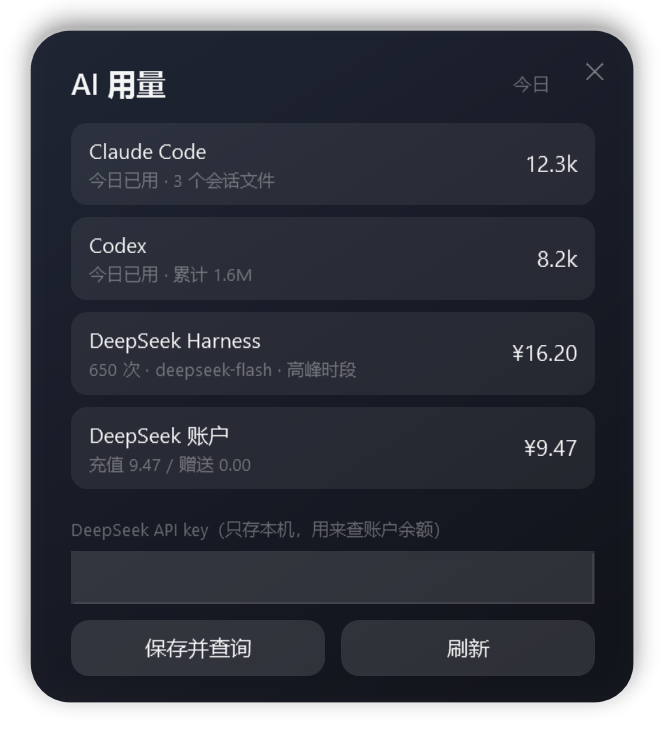 AI 用量
今日
Claude Code
12.3k
今日已用 · 3 个会话文件
Codex
8.2k
今日已用 · 累计 1.6M
DeepSeek Harness
¥16.20
650 次 · deepseek-flash · 高峰时段
DeepSeek 账户
¥9.47
充值 9.47 / 赠送 0.00
DeepSeek API key（只存本机，用来查账户余额）
保存并查询
刷新